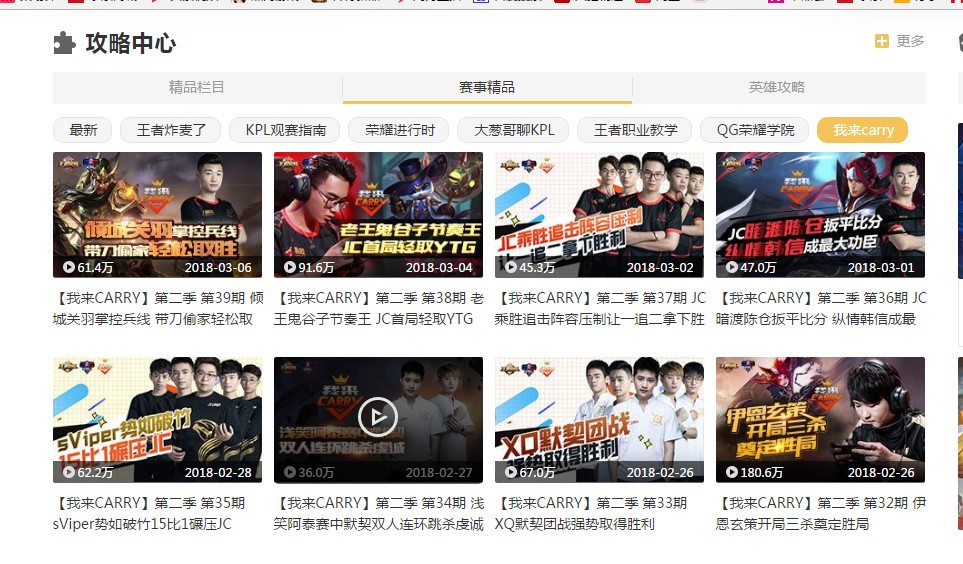 攻略中心
更多
精品栏目
赛事精品
英雄攻略
最新
王者炸麦了
KPL观赛指南
荣耀进行时
大葱哥聊KPL
王者职业教学
QG荣耀学院
我来carry
我来
CARRY
倾城关羽掌控兵线
带刀偷家轻松取胜
61.4万
2018-03-06
我来
CARRY
老王鬼谷子节奏王
JC首局轻取YTG
91.6万
2018-03-04
JC乘胜追击阵容压制
让一追二拿下胜利
45.3万
2018-03-02
我来
CARRY
JC暗渡陈仓扳平比分
纵情韩信成最大功臣
47.0万
2018-03-01
【我来CARRY】第二季 第39期 倾
城关羽掌控兵线 带刀偷家轻松取
【我来CARRY】第二季 第38期 老
王鬼谷子节奏王 JC首局轻取YTG
【我来CARRY】第二季 第37期 JC
乘胜追击阵容压制让一追二拿下胜
【我来CARRY】第二季 第36期 JC
暗渡陈仓扳平比分 纵情韩信成最
sViper势如破竹
15比1碾压JC
62.2万
2018-02-28
我来
CARRY
浅笑阿泰赛中默契
双人连环跳杀虔诚
36.0万
2018-02-27
XQ默契团战
强势取得胜利
67.0万
2018-02-26
我来
CARRY
伊恩玄策
开局三杀
奠定胜局
180.6万
2018-02-26
【我来CARRY】第二季 第35期
sViper势如破竹15比1碾压JC
【我来CARRY】第二季 第34期 浅
笑阿泰赛中默契双人连环跳杀虔诚
【我来CARRY】第二季 第33期
XQ默契团战强势取得胜利
【我来CARRY】第二季 第32期 伊
恩玄策开局三杀奠定胜局